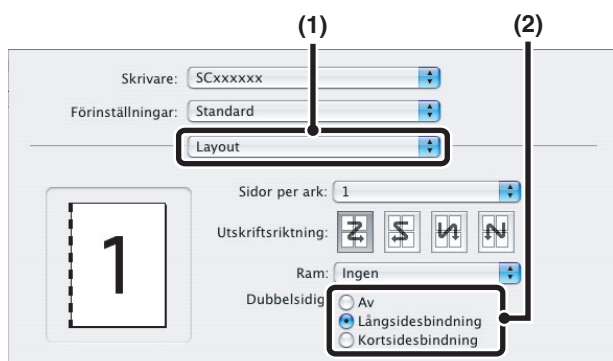 (1) (2)
Skrivare: SCxxxxxx
Förinställningar: Standard
Layout
Sidor per ark: 1
Utskriftsriktning:
Ram: Ingen
Dubbelsidig: Av
Långsidesbindning
Kortsidesbindning
1